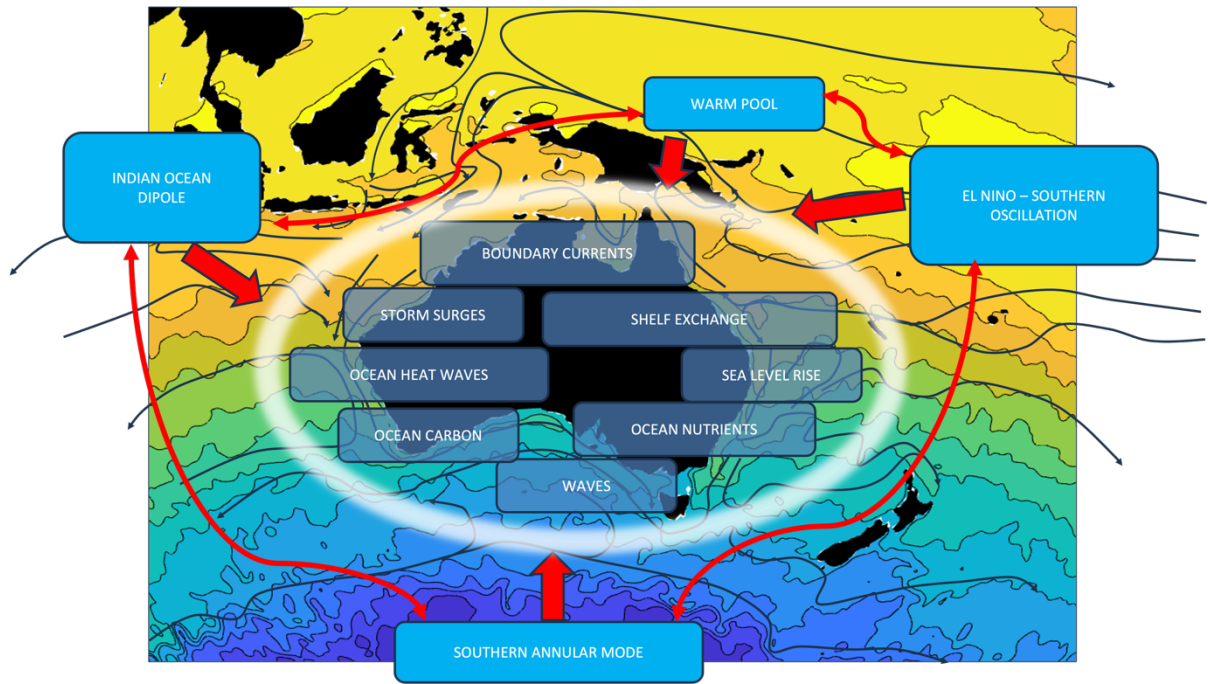 WARM POOL
INDIAN OCEAN
DIPOLE
EL NINO – SOUTHERN
OSCILLATION
BOUNDARY CURRENTS
STORM SURGES
SHELF EXCHANGE
OCEAN HEAT WAVES
SEA LEVEL RISE
OCEAN CARBON
OCEAN NUTRIENTS
WAVES
SOUTHERN ANNULAR MODE